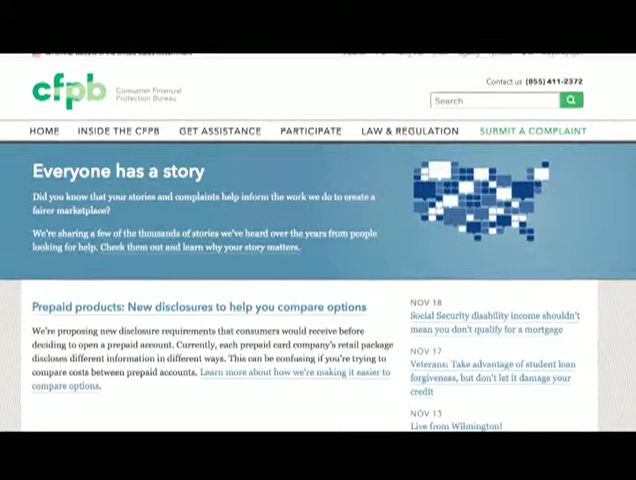 cfpb Consumer Financial
Protection Bureau
Contact us (855) 411-2372
Search
HOME INSIDE THE CFPB GET ASSISTANCE PARTICIPATE LAW & REGULATION SUBMIT A COMPLAINT
Everyone has a story
Did you know that your stories and complaints help inform the work we do to create a
fairer marketplace?
We're sharing a few of the thousands of stories we've heard over the years from people
looking for help. Check them out and learn why your story matters.
Prepaid products: New disclosures to help you compare options
We're proposing new disclosure requirements that consumers would receive before
deciding to open a prepaid account. Currently, each prepaid card company's retail package
discloses different information in different ways. This can be confusing if you're trying to
compare costs between prepaid accounts. Learn more about how we're making it easier to
compare options.
NOV 18
Social Security disability income shouldn't
mean you don't qualify for a mortgage
NOV 17
Veterans: Take advantage of student loan
forgiveness, but don't let it damage your
credit
NOV 13
Live from Wilmington!